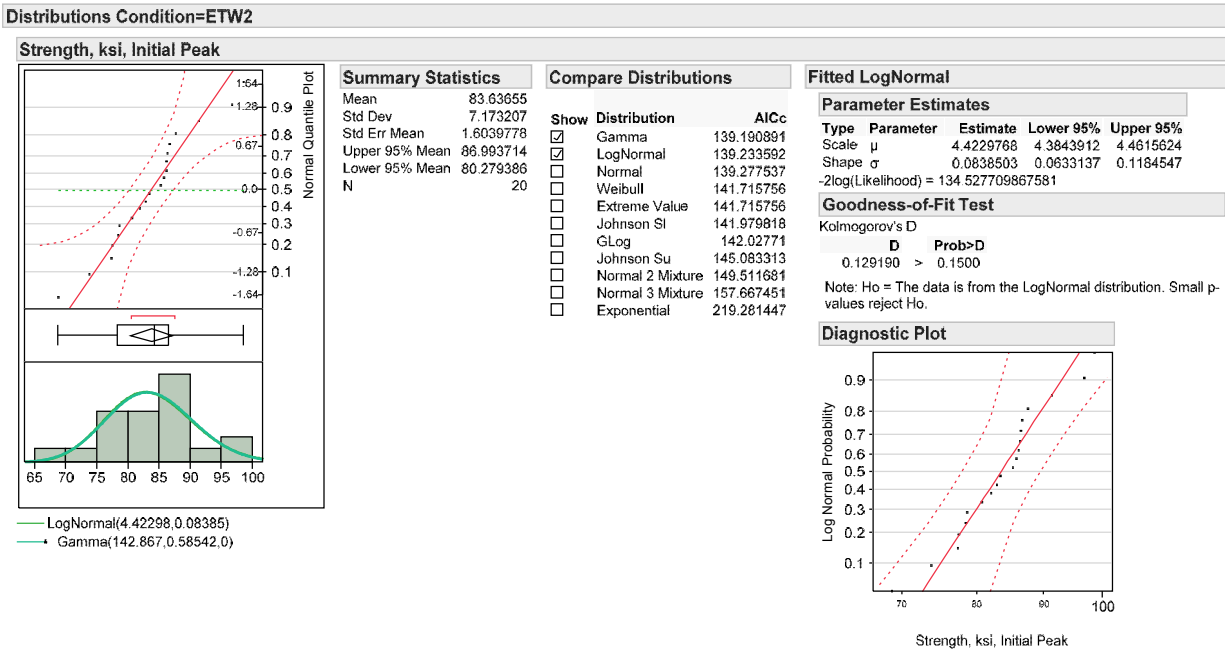 Distributions Condition=ETW2
Strength, ksi, Initial Peak
1.64
1.28
0.67
0.0
-0.67
-1.28
-1.64
0.9
0.8
0.7
0.6
0.5
0.4
0.3
0.2
0.1
Normal Quantile Plot
65 70 75 80 85 90 95 100
LogNormal(4.42298,0.08385)
Gamma(142.867,0.58542,0)
Summary Statistics
Mean 83.63655
Std Dev 7.173207
Std Err Mean 1.6039778
Upper 95% Mean 86.993714
Lower 95% Mean 80.279386
N 20
Compare Distributions
Show Distribution AICc
Gamma 139.190891
LogNormal 139.233592
Normal 139.277537
Weibull 141.715756
Extreme Value 141.715756
Johnson Sl 141.979818
GLog 142.02771
Johnson Su 145.083313
Normal 2 Mixture 149.511681
Normal 3 Mixture 157.667451
Exponential 219.281447
Fitted LogNormal
Parameter Estimates
Type Parameter Estimate Lower 95% Upper 95%
Scale μ 4.4229768 4.3843912 4.4615624
Shape σ 0.0838503 0.0633137 0.1184547
-2log(Likelihood) = 134.527709867581
Goodness-of-Fit Test
Kolmogorov's D
D Prob>D
0.129190 > 0.1500
Note: Ho = The data is from the LogNormal distribution. Small p-
values reject Ho.
Diagnostic Plot
0.9
0.8
0.7
0.6
0.5
0.4
0.3
0.2
0.1
Log Normal Probability
70 80 90 100
Strength, ksi, Initial Peak